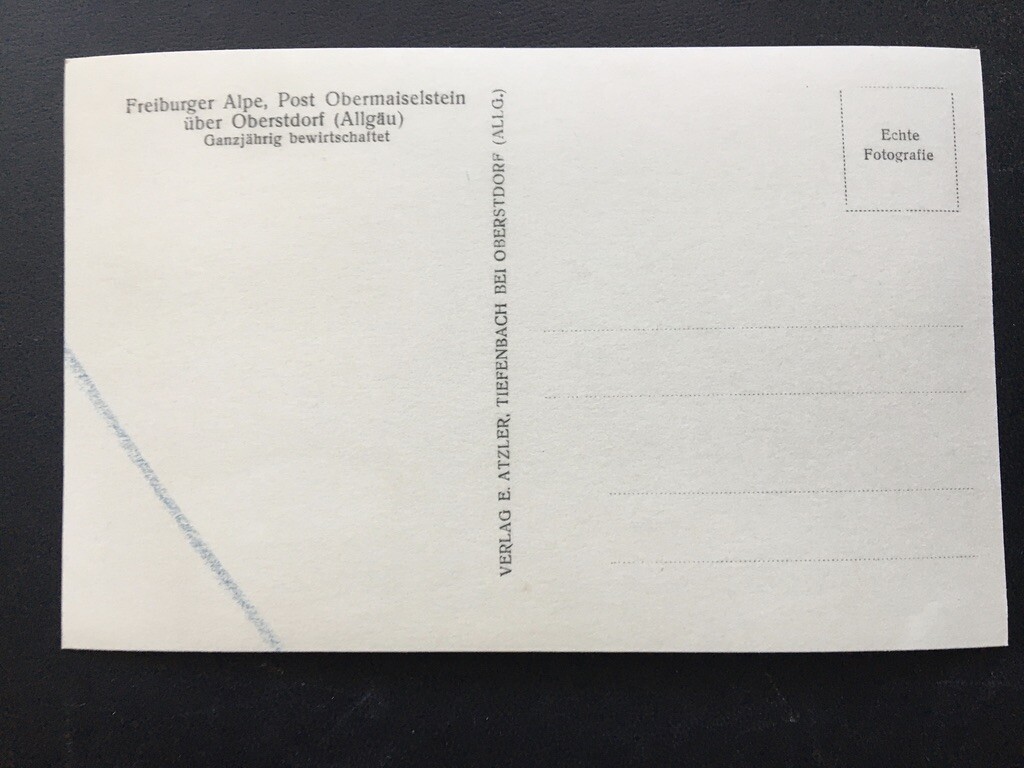 Freiburger Alpe, Post Obermaiselstein
über Oberstdorf (Allgäu)
Ganzjährig bewirtschaftet
VERLAG E. ATZLER, TIEFENBACH BEI OBERSTDORF (ALLG.)
Echte
Fotografie